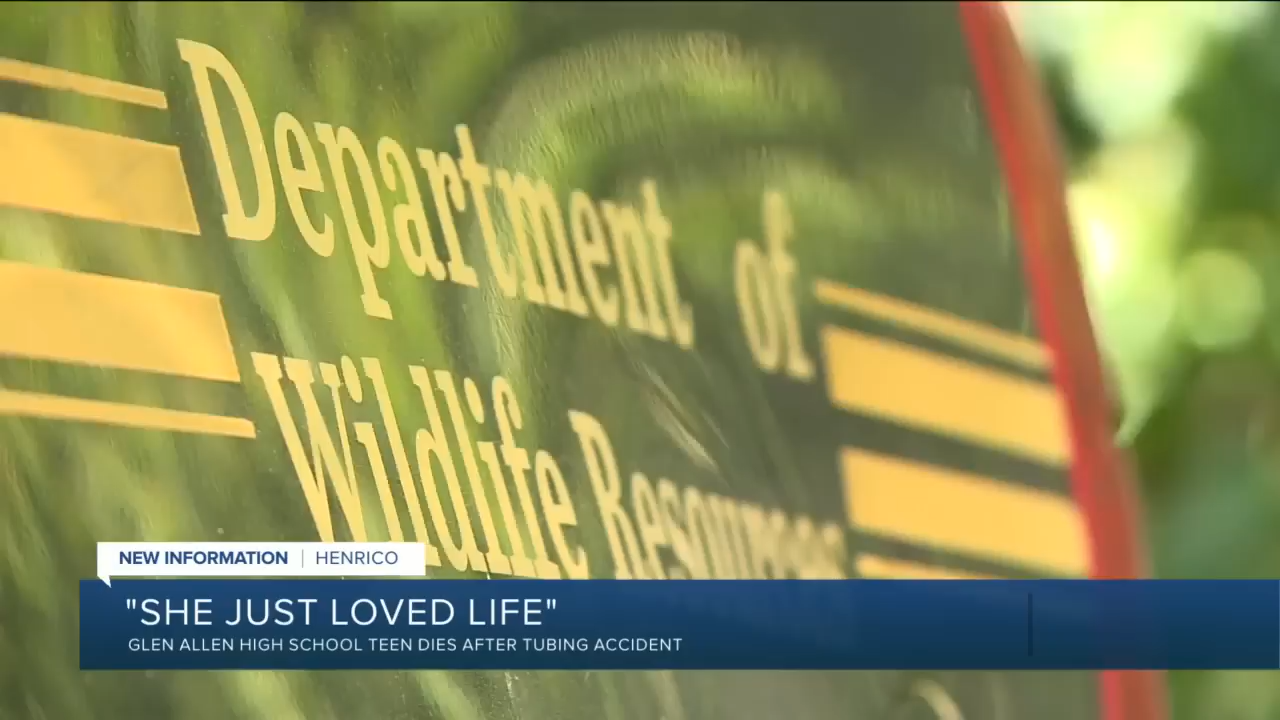 Department of
Wildlife Resources
NEW INFORMATION | HENRICO
"SHE JUST LOVED LIFE"
GLEN ALLEN HIGH SCHOOL TEEN DIES AFTER TUBING ACCIDENT